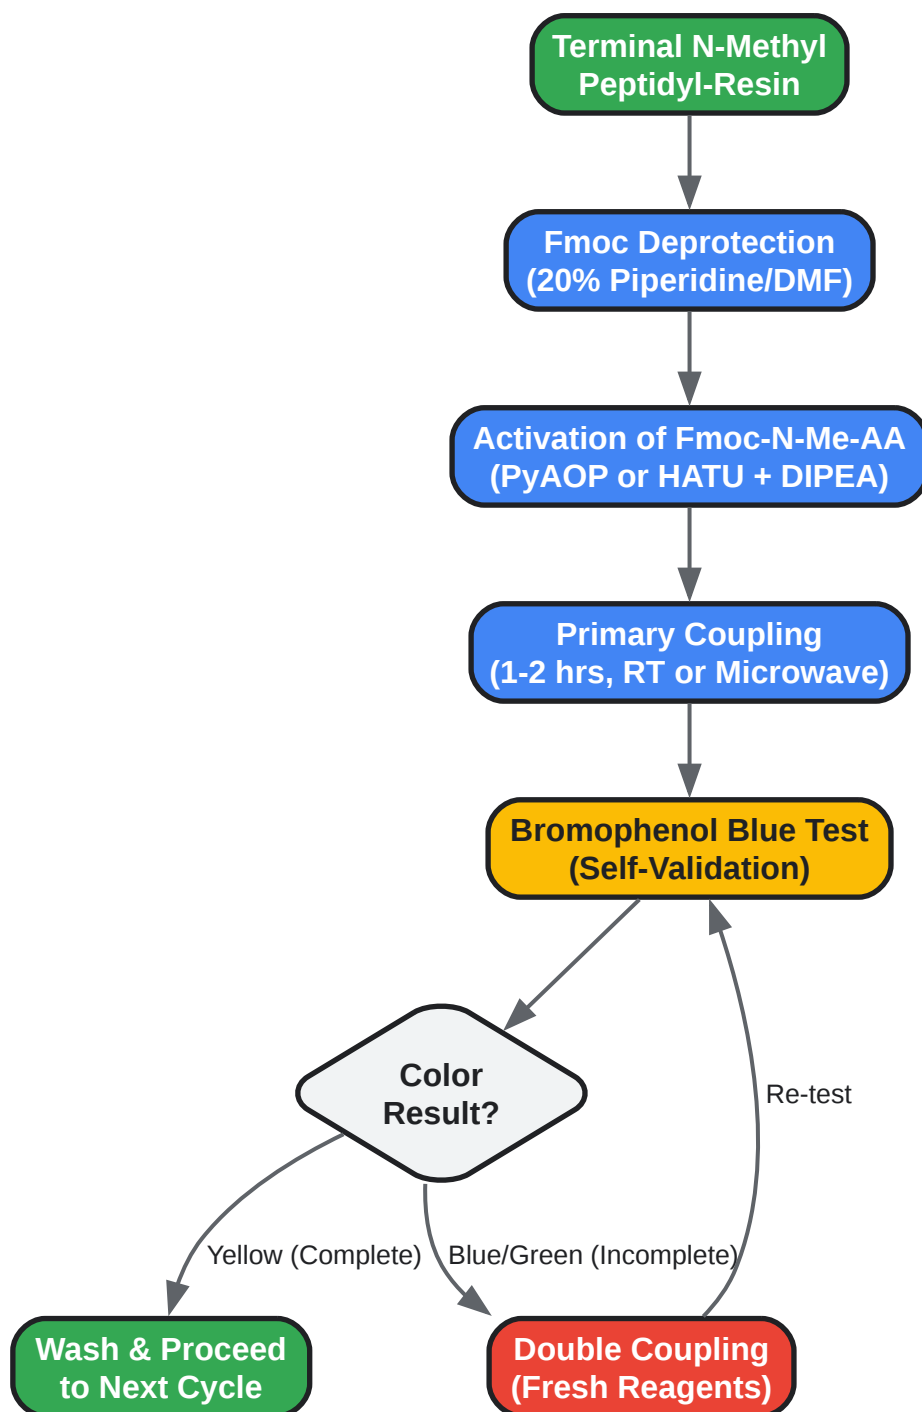 Terminal N-Methyl
Peptidyl-Resin
Fmoc Deprotection
(20% Piperidine/DMF)
Activation of Fmoc-N-Me-AA
(PyAOP or HATU + DIPEA)
Primary Coupling
(1-2 hrs, RT or Microwave)
Bromophenol Blue Test
(Self-Validation)
Color
Result?
Re-test
Yellow (Complete)
Blue/Green (Incomplete)
Wash & Proceed
to Next Cycle
Double Coupling
(Fresh Reagents)